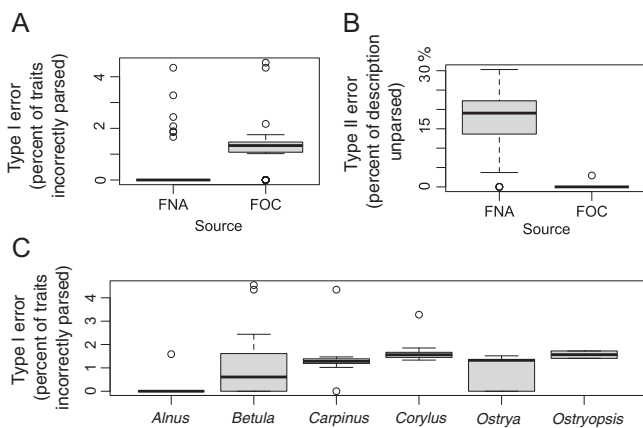 A
Type I error
(percent of traits
incorrectly parsed)
4
2
0
FNA
FOC
Source
B
Type II error
(percent of description
unparsed)
30 %
15
0
FNA
FOC
Source
C
Type I error
(percent of traits
incorrectly parsed)
4
3
2
1
0
Alnus
Betula
Carpinus
Corylus
Ostrya
Ostryopsis